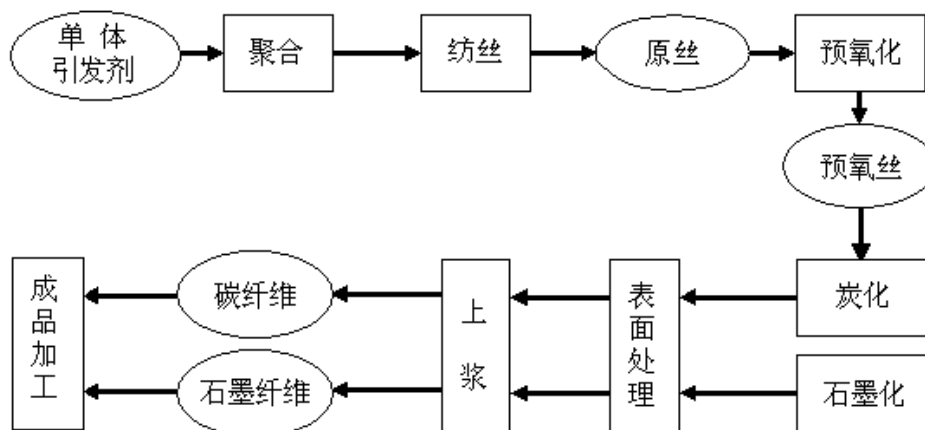 单 体
引发剂
聚合
纺丝
原丝
预氧化
预氧丝
炭化
石墨化
表面处理
上浆
碳纤维
石墨纤维
成品加工